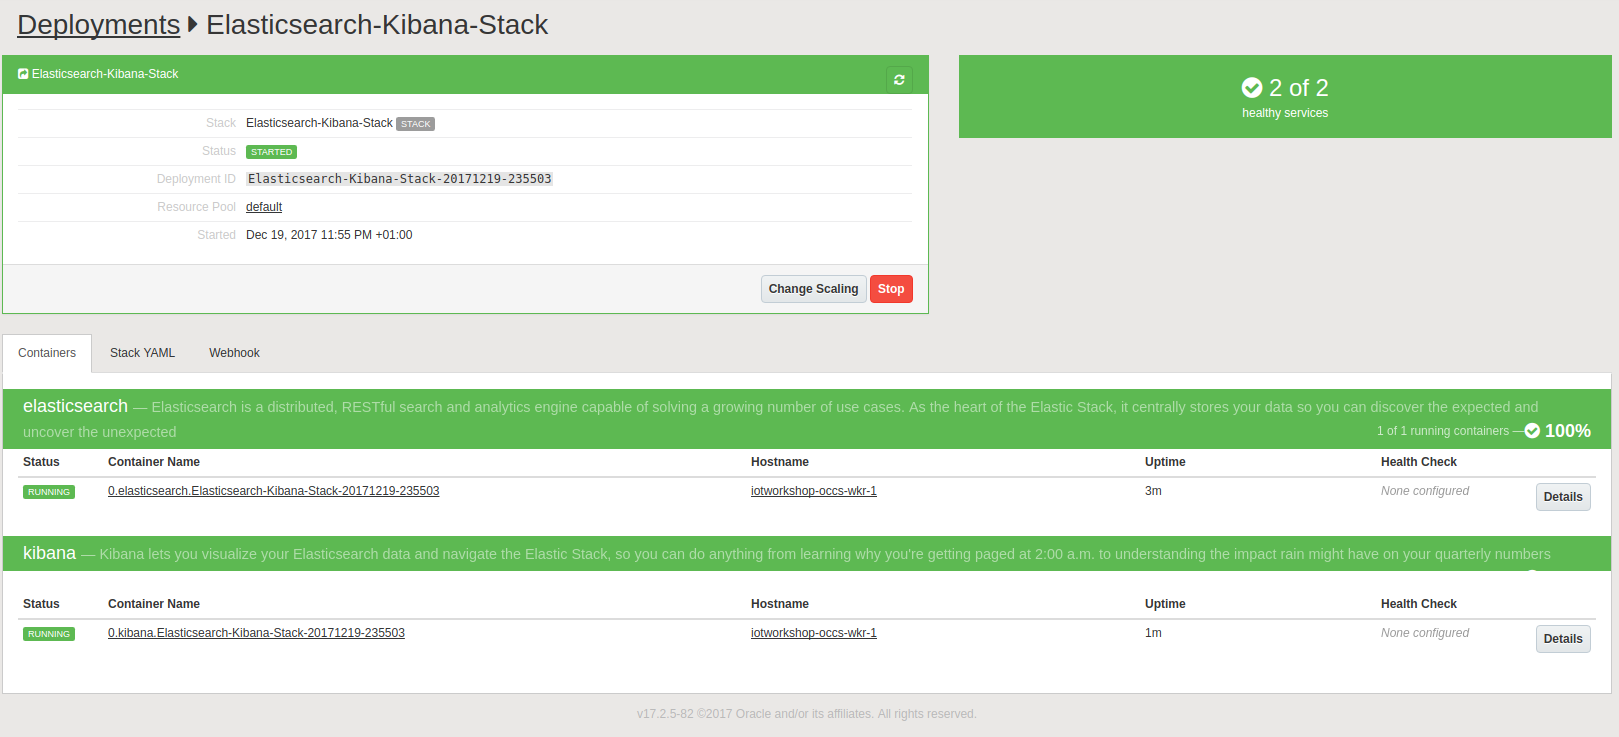 Deployments Elasticsearch-Kibana-Stack
Elasticsearch-Kibana-Stack
Stack Elasticsearch-Kibana-Stack STACK
Status STARTED
Deployment ID Elasticsearch-Kibana-Stack-20171219-235503
Resource Pool default
Started Dec 19, 2017 11:55 PM +01:00
Change Scaling Stop
2 of 2
healthy services
Containers Stack YAML Webhook
elasticsearch — Elasticsearch is a distributed, RESTful search and analytics engine capable of solving a growing number of use cases. As the heart of the Elastic Stack, it centrally stores your data so you can discover the expected and
uncover the unexpected
1 of 1 running containers — 100%
Status Container Name Hostname Uptime Health Check
RUNNING 0.elasticsearch.Elasticsearch-Kibana-Stack-20171219-235503 iotworkshop-occs-wkr-1 3m None configured Details
kibana — Kibana lets you visualize your Elasticsearch data and navigate the Elastic Stack, so you can do anything from learning why you're getting paged at 2:00 a.m. to understanding the impact rain might have on your quarterly numbers
Status Container Name Hostname Uptime Health Check
RUNNING 0.kibana.Elasticsearch-Kibana-Stack-20171219-235503 iotworkshop-occs-wkr-1 1m None configured Details
v17.2.5-82 ©2017 Oracle and/or its affiliates. All rights reserved.